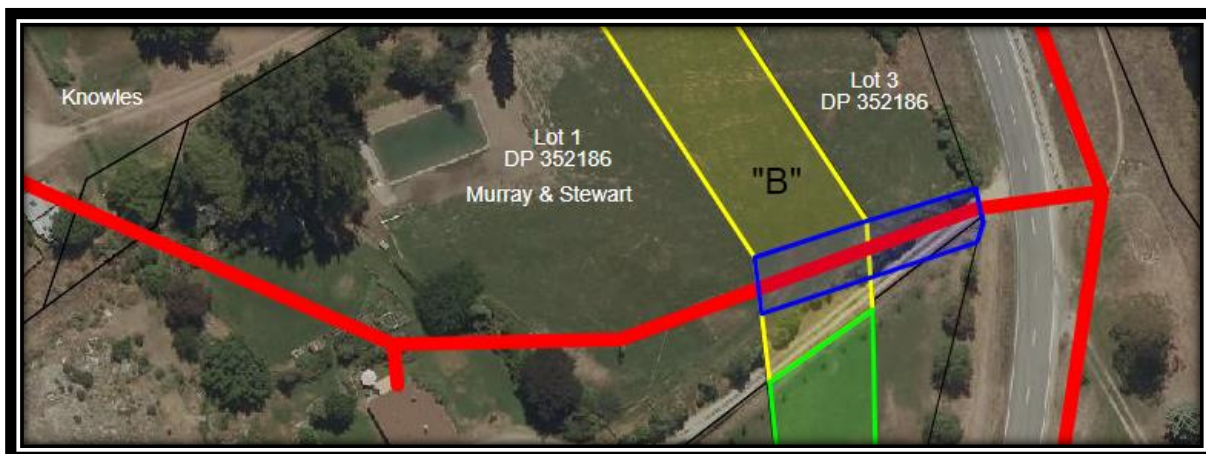 Knowles
Lot 1
DP 352186
Murray & Stewart
"B"
Lot 3
DP 352186